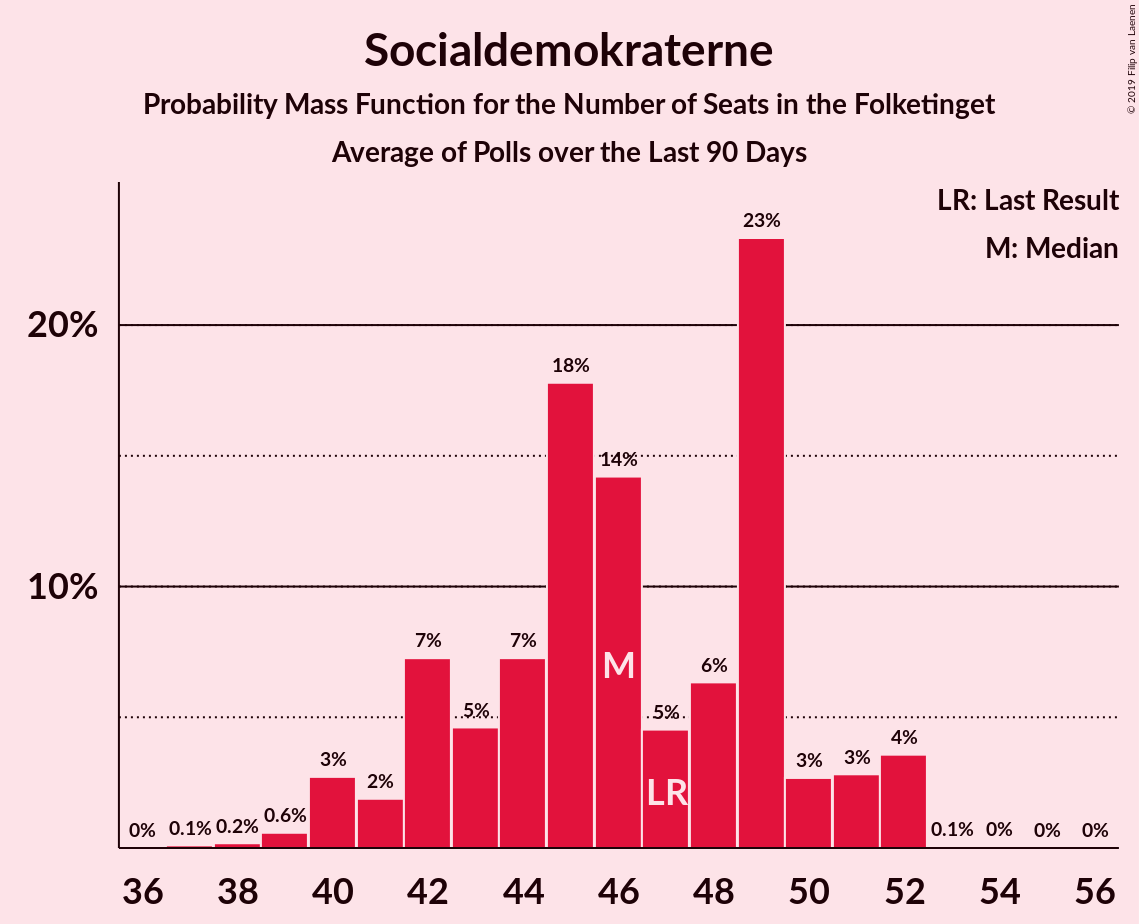 Socialdemokraterne
Probability Mass Function for the Number of Seats in the Folketinget
Average of Polls over the Last 90 Days
© 2019 Filip van Laenen
LR: Last Result
M: Median
20%
10%
0%
0.1%
0.2%
0.6%
3%
2%
7%
5%
7%
18%
14%
5%
6%
23%
3%
3%
4%
0.1%
0%
0%
0%
M
LR
36 38 40 42 44 46 48 50 52 54 56